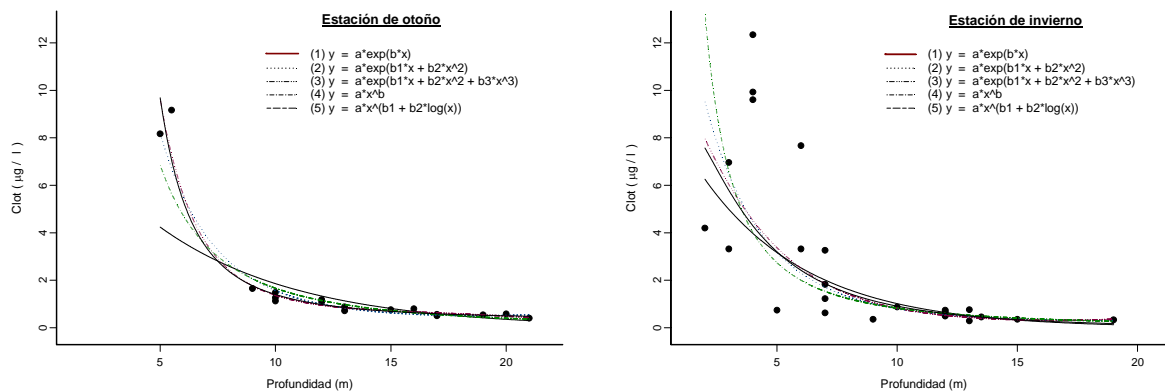 Estación de otoño
(1) y = a*exp(b*x)
(2) y = a*exp(b1*x + b2*x^2)
(3) y = a*exp(b1*x + b2*x^2 + b3*x^3)
(4) y = a*x^b
(5) y = a*x^(b1 + b2*log(x))
Clot ( µg / l )
12
10
8
6
4
2
0
5
10
15
20
Profundidad (m)
Estación de invierno
(1) y = a*exp(b*x)
(2) y = a*exp(b1*x + b2*x^2)
(3) y = a*exp(b1*x + b2*x^2 + b3*x^3)
(4) y = a*x^b
(5) y = a*x^(b1 + b2*log(x))
Clot ( µg / l )
12
10
8
6
4
2
0
5
10
15
20
Profundidad (m)